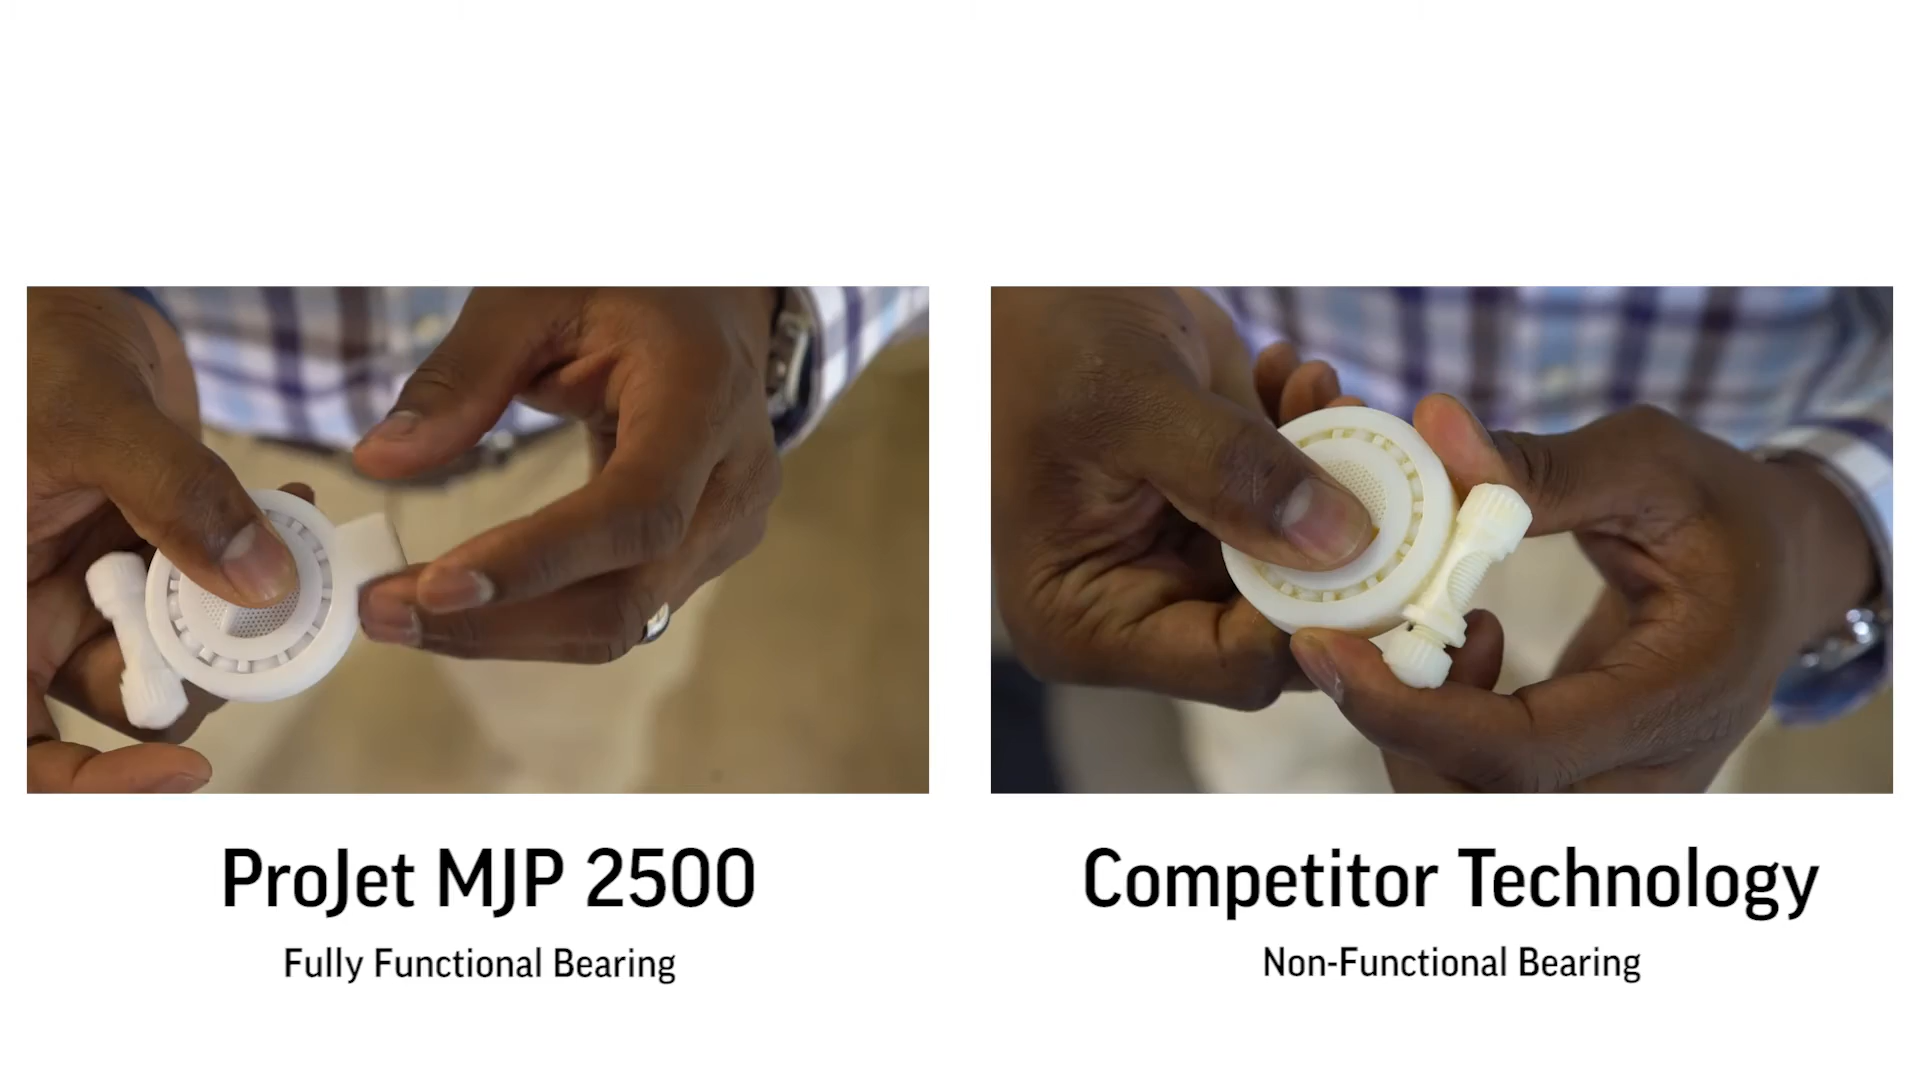 ProJet MJP 2500
Fully Functional Bearing
Competitor Technology
Non-Functional Bearing